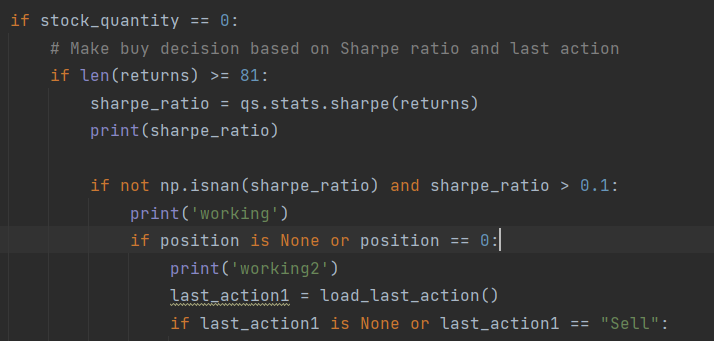 if stock_quantity == 0:
# Make buy decision based on Sharpe ratio and last action
if len(returns) >= 81:
sharpe_ratio = qs.stats.sharpe(returns)
print(sharpe_ratio)
if not np.isnan(sharpe_ratio) and sharpe_ratio > 0.1:
print('working')
if position is None or position == 0:
print('working2')
last_action1 = load_last_action()
if last_action1 is None or last_action1 == "Sell":